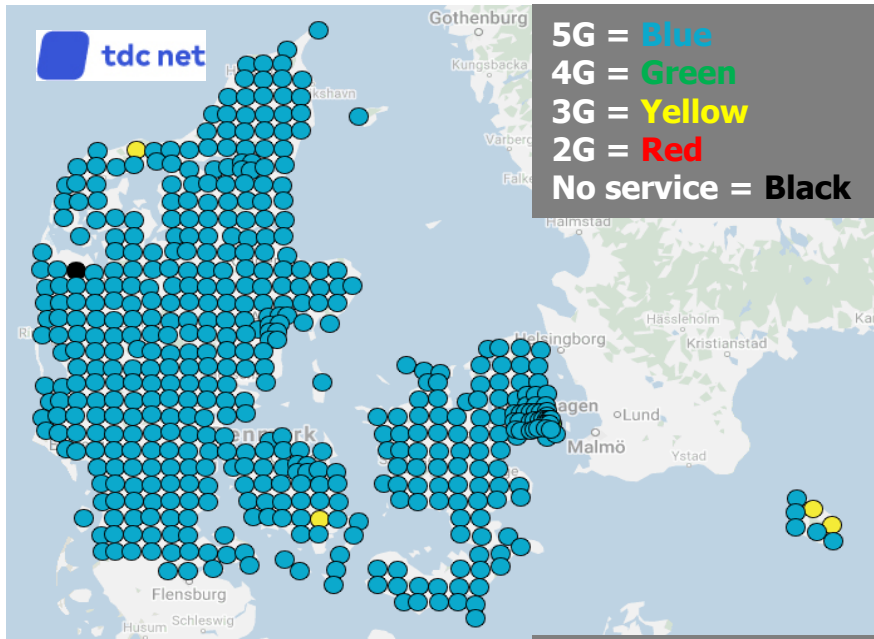 tdc net
5G = Blue
4G = Green
3G = Yellow
2G = Red
No service = Black
Gothenburg
Kungsbacka
Varberg
Halmstad
Hässleholm
Kristianstad
Helsingborg
Lund
Malmö
Ystad
Flensburg
Schleswig
Husum